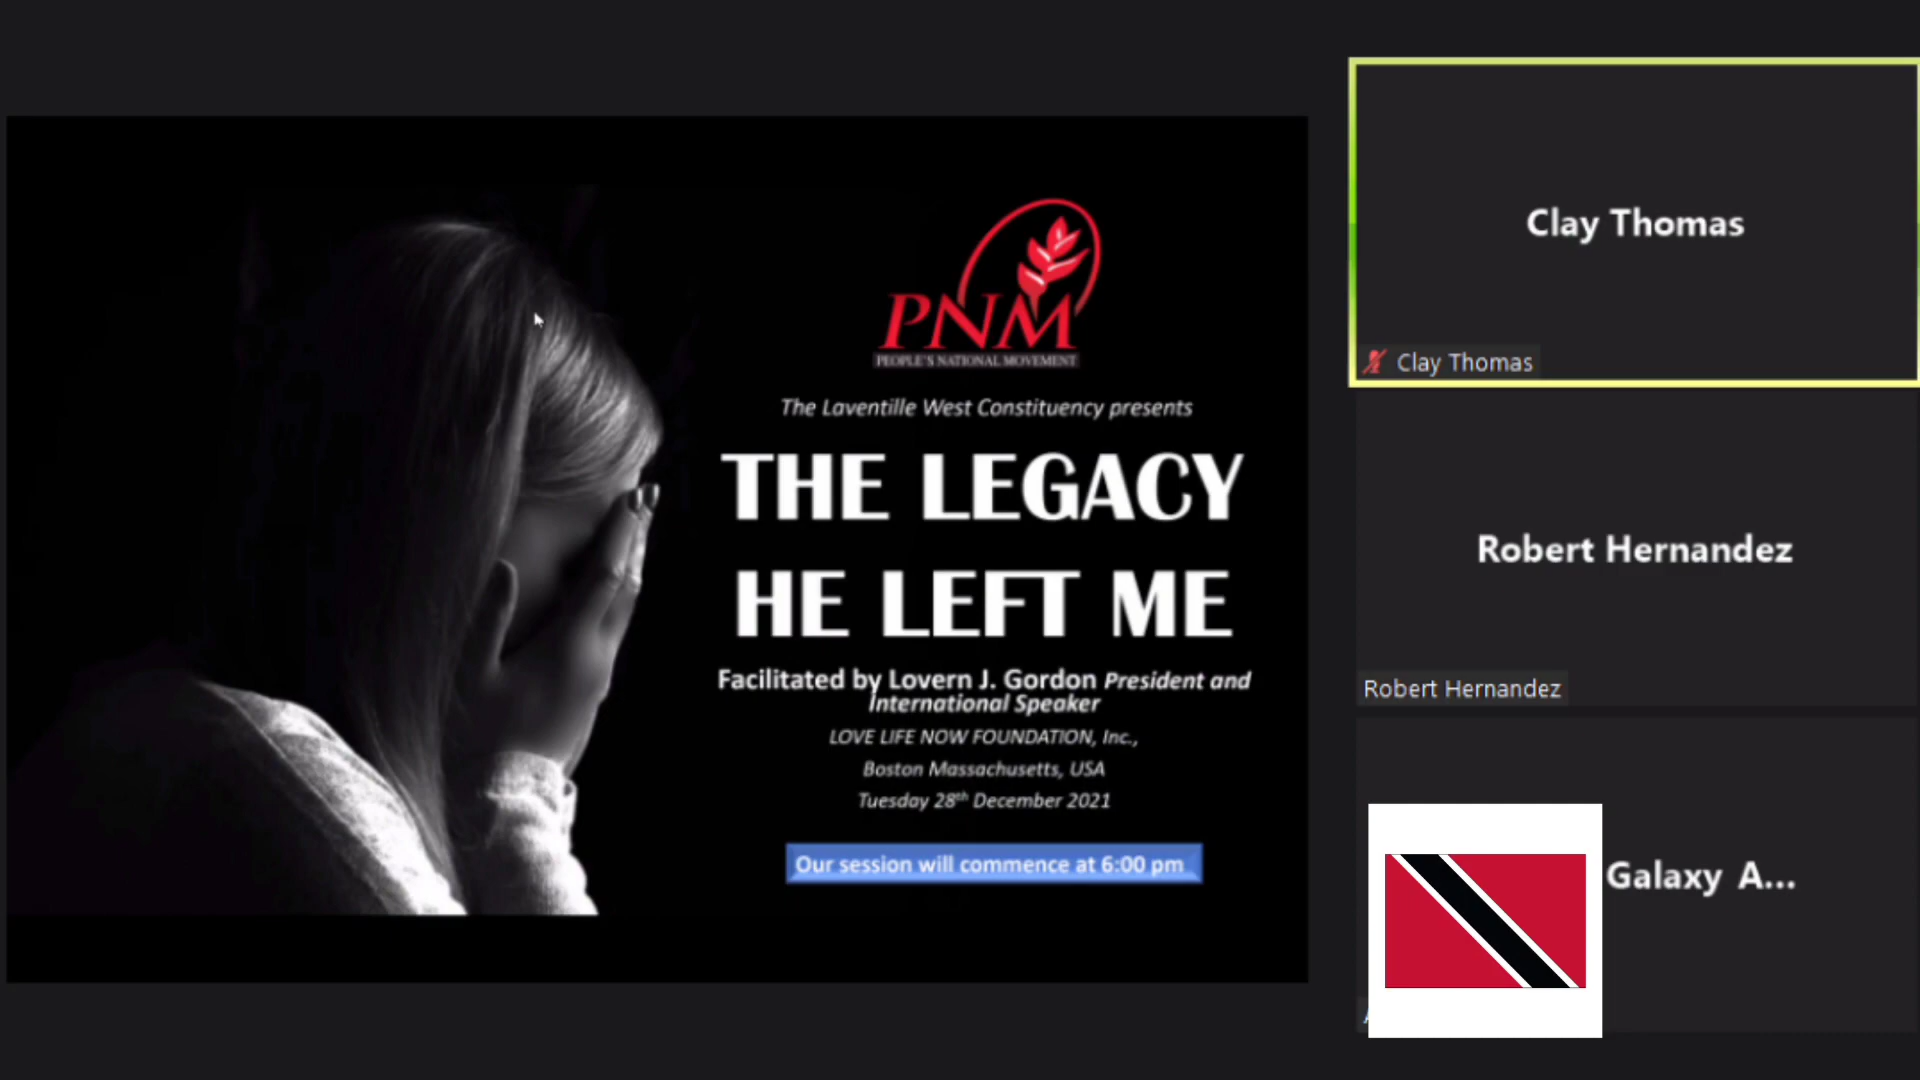 PNM
PEOPLE'S NATIONAL MOVEMENT
The Laventille West Constituency presents
THE LEGACY
HE LEFT ME
Facilitated by Lovern J. Gordon President and
International Speaker
LOVE LIFE NOW FOUNDATION, Inc.,
Boston Massachusetts, USA
Tuesday 28th December 2021
Our session will commence at 6:00 pm
Clay Thomas
Clay Thomas
Robert Hernandez
Robert Hernandez
Galaxy A...